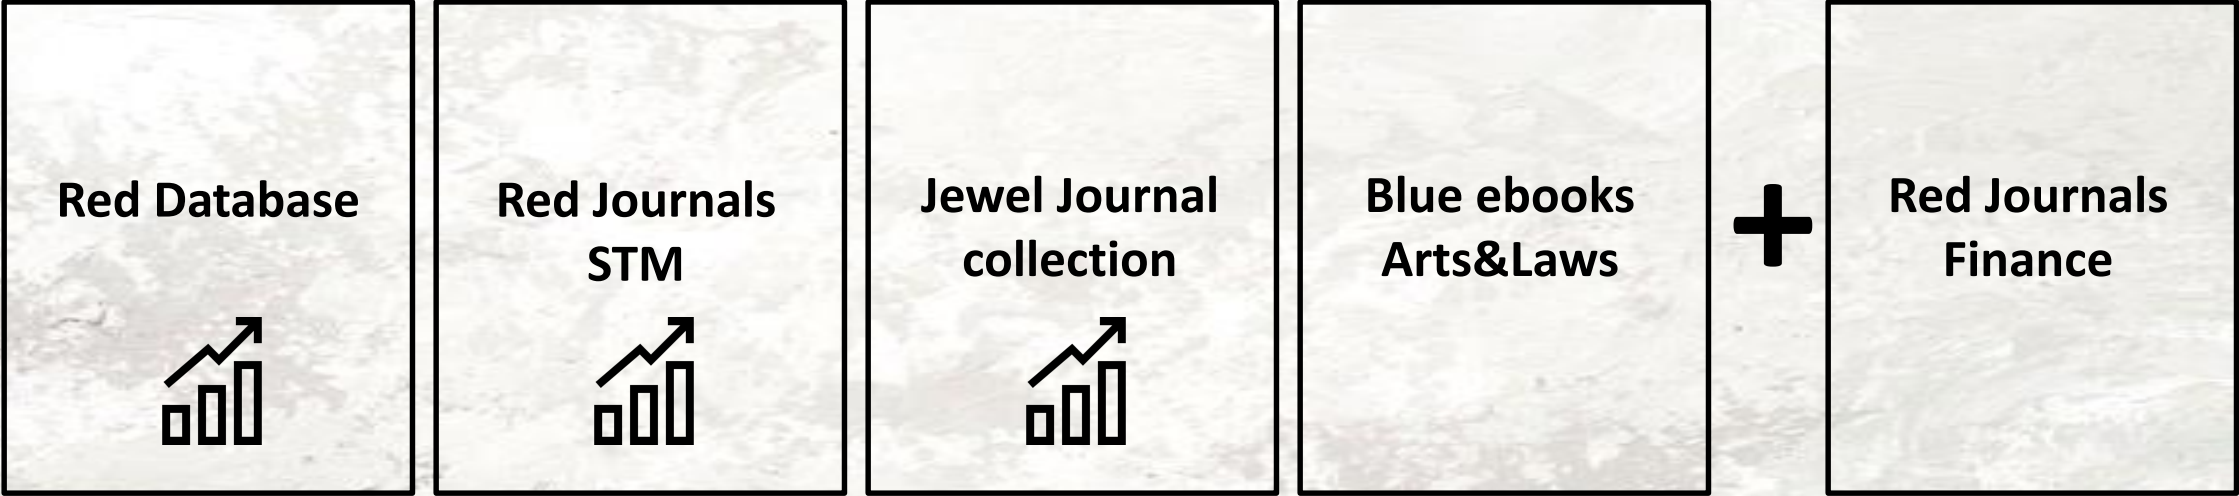 Red Database
Red Journals
STM
Jewel Journal
collection
Blue ebooks
Arts&Laws
+
Red Journals
Finance